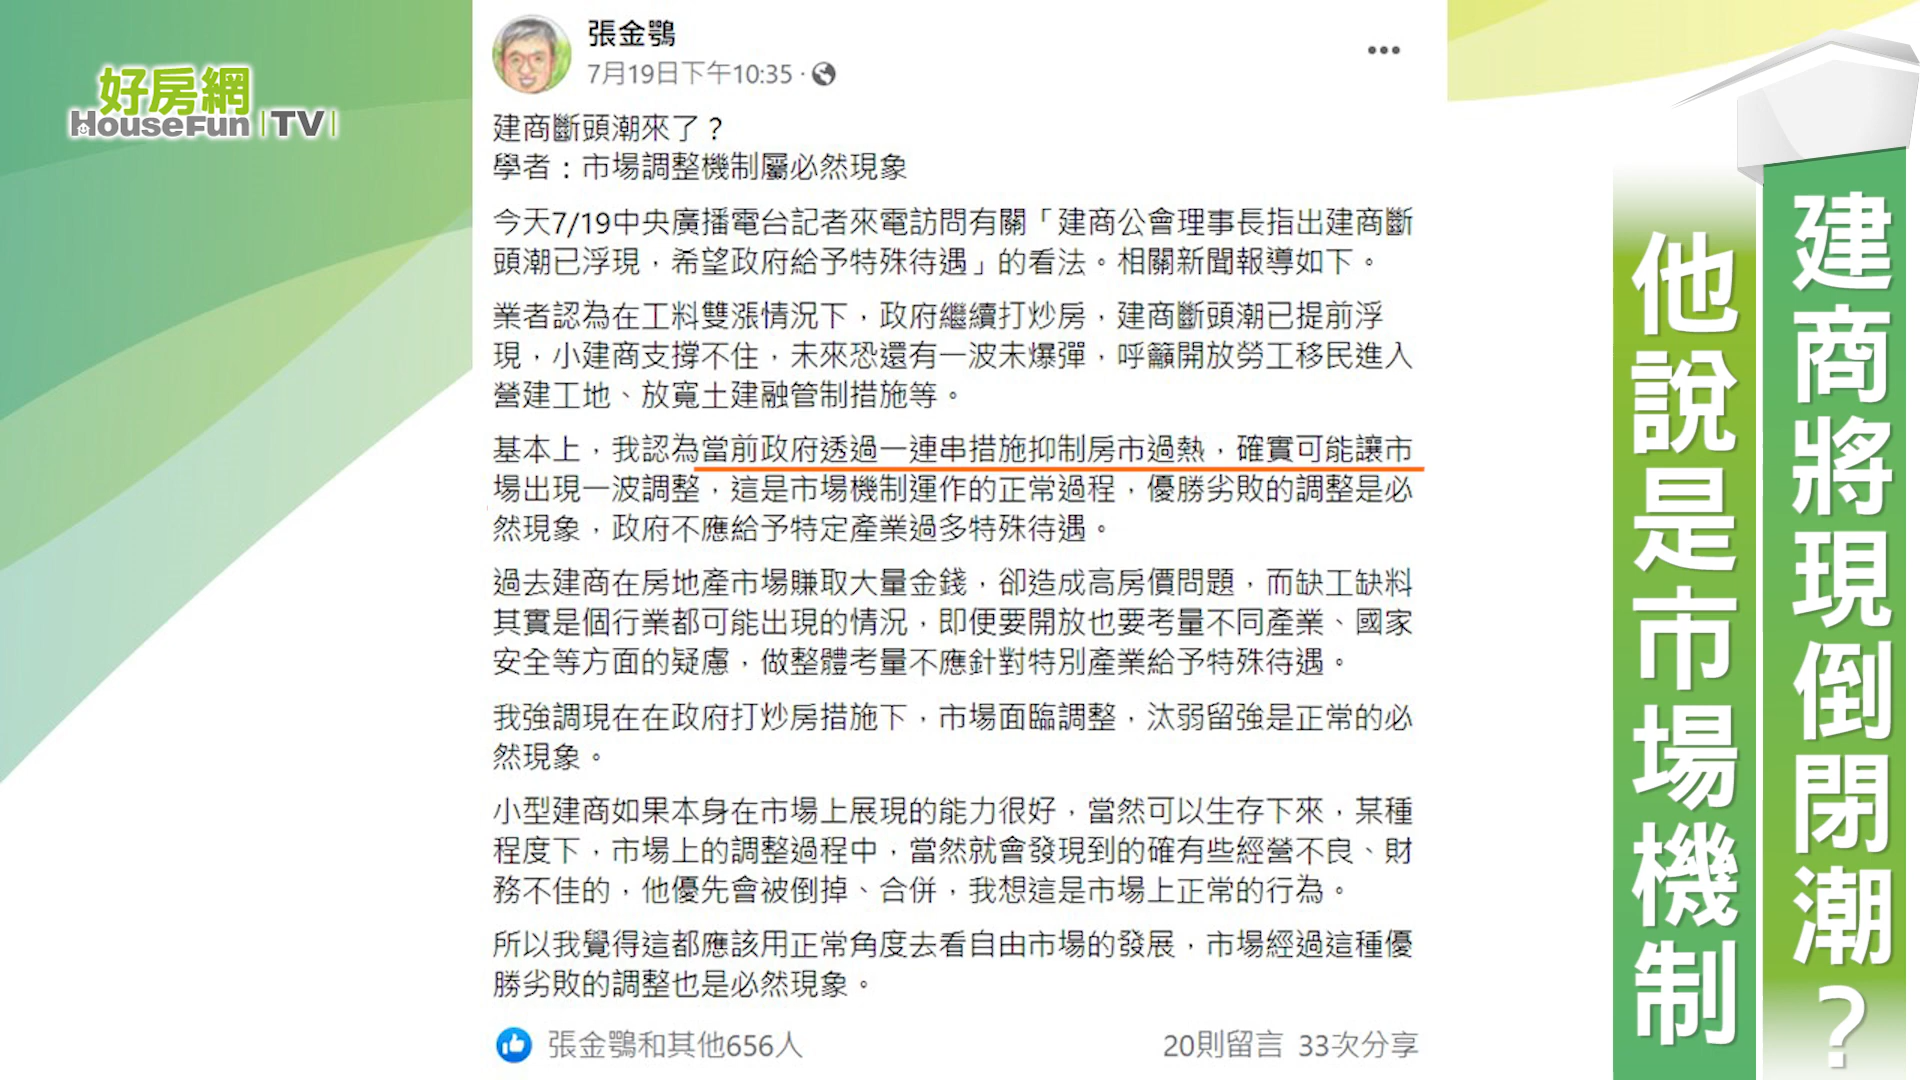 好房網
HouseFun TV
張金鶚
7月19日下午10:35
建商斷頭潮來了？
學者：市場調整機制屬必然現象
今天7/19中央廣播電台記者來電訪問有關「建商公會理事長指出建商斷
頭潮已浮現，希望政府給予特殊待遇」的看法。相關新聞報導如下。
業者認為在工料雙漲情況下，政府繼續打炒房，建商斷頭潮已提前浮
現，小建商支撐不住，未來恐還有一波未爆彈，呼籲開放勞工移民進入
營建工地、放寬土建融管制措施等。
基本上，我認為當前政府透過一連串措施抑制房市過熱，確實可能讓市
場出現一波調整，這是市場機制運作的正常過程，優勝劣敗的調整是必
然現象，政府不應給予特定產業過多特殊待遇。
過去建商在房地產市場賺取大量金錢，卻造成高房價問題，而缺工缺料
其實是個行業都可能出現的情況，即便要開放也要考量不同產業、國家
安全等方面的疑慮，做整體考量不應針對特別產業給予特殊待遇。
我強調現在在政府打炒房措施下，市場面臨調整，汰弱留強是正常的必
然現象。
小型建商如果本身在市場上展現的能力很好，當然可以生存下來，某種
程度下，市場上的調整過程中，當然就會發現到的確有些經營不良、財
務不佳的，他優先會被倒掉、合併，我想這是市場上正常的行為。
所以我覺得這都應該用正常角度去看自由市場的發展，市場經過這種優
勝劣敗的調整也是必然現象。
張金鶚和其他656人
20則留言 33次分享
建商將現倒閉潮？
他說是市場機制